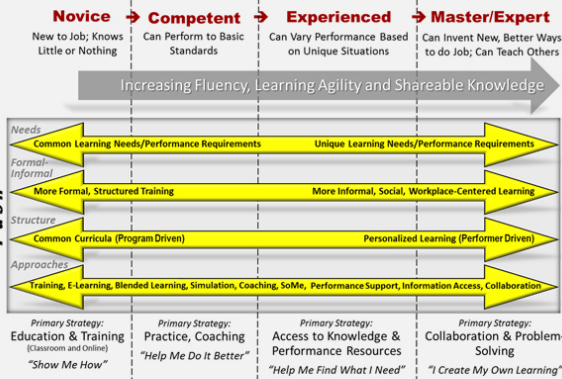 Novice → Competent → Experienced → Master/Expert
New to Job; Knows Little or Nothing
Can Perform to Basic Standards
Can Vary Performance Based on Unique Situations
Can Invent New, Better Ways to do Job; Can Teach Others
Increasing Fluency, Learning Agility and Shareable Knowledge
Needs
Common Learning Needs/Performance Requirements
Unique Learning Needs/Performance Requirements
Formal-
Informal
More Formal, Structured Training
More Informal, Social, Workplace-Centered Learning
Structure
Common Curricula (Program Driven)
Personalized Learning (Performer Driven)
Approaches
Training, E-Learning, Blended Learning, Simulation, Coaching, SoMe, Performance Support, Information Access, Collaboration
Primary Strategy:
Education & Training
(Classroom and Online)
"Show Me How"
Primary Strategy:
Practice, Coaching
"Help Me Do It Better"
Primary Strategy:
Access to Knowledge &
Performance Resources
"Help Me Find What I Need"
Primary Strategy:
Collaboration & Problem-
Solving
"I Create My Own Learning"